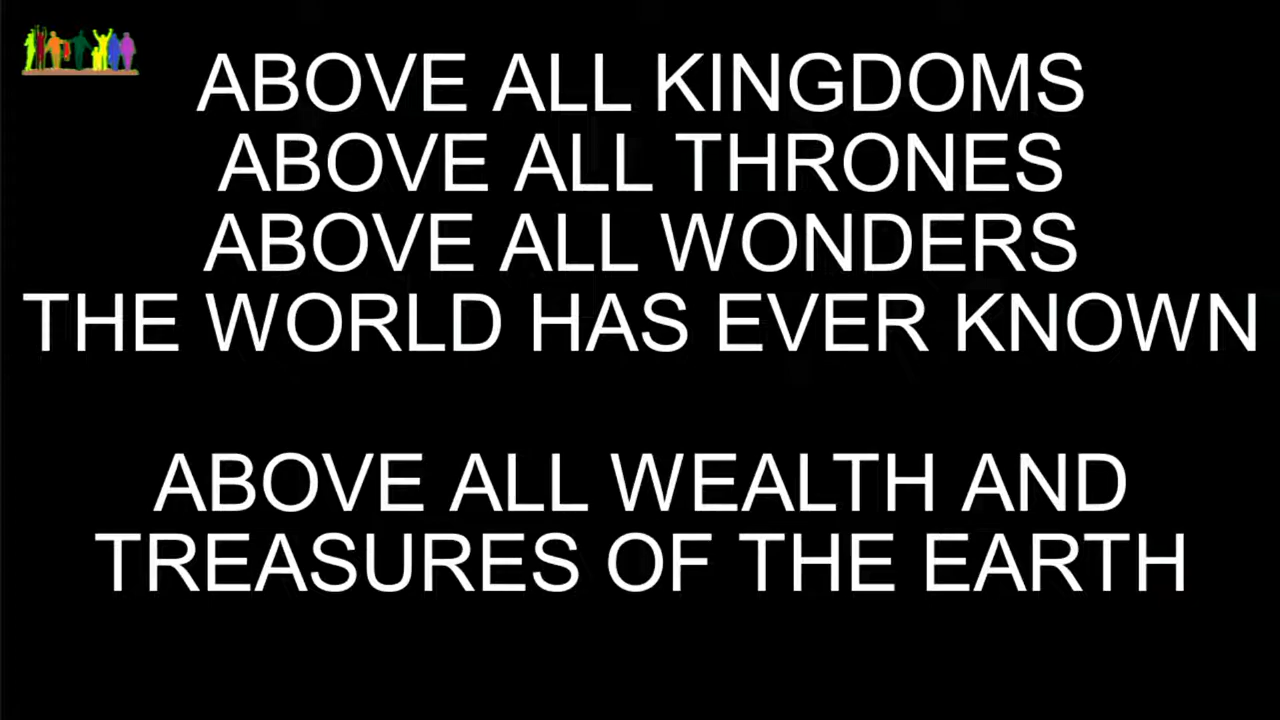 ABOVE ALL KINGDOMS
ABOVE ALL THRONES
ABOVE ALL WONDERS
THE WORLD HAS EVER KNOWN
ABOVE ALL WEALTH AND
TREASURES OF THE EARTH